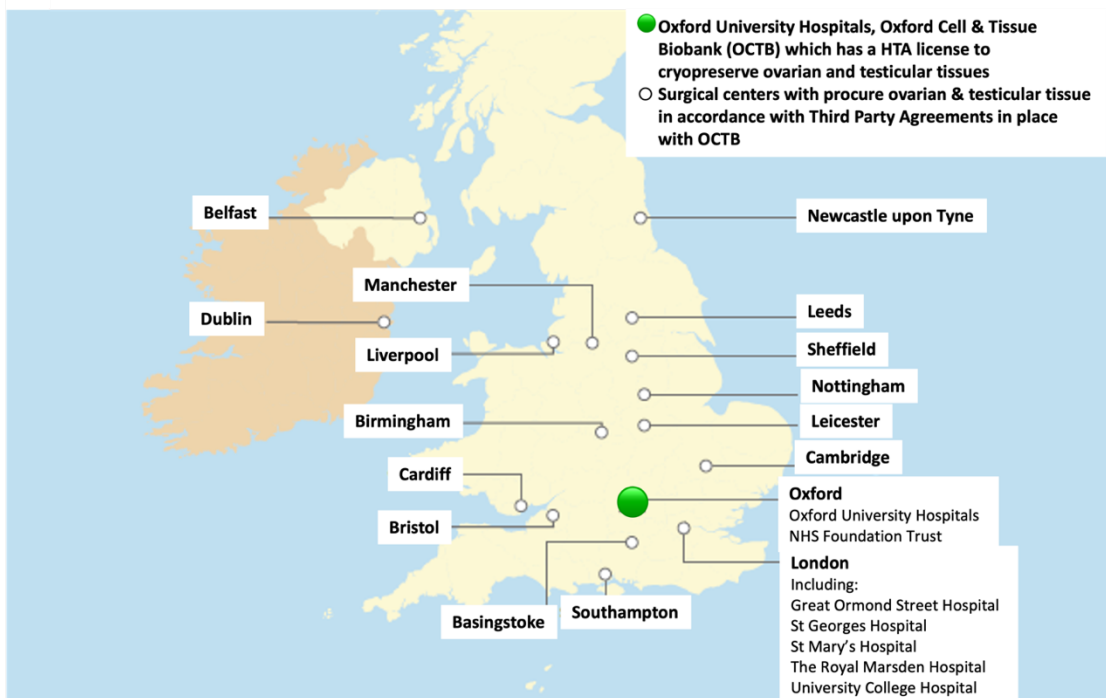 Oxford University Hospitals, Oxford Cell & Tissue
Biobank (OCTB) which has a HTA license to
cryopreserve ovarian and testicular tissues
Surgical centers with procure ovarian & testicular tissue
in accordance with Third Party Agreements in place
with OCTB
Belfast
Newcastle upon Tyne
Manchester
Dublin
Leeds
Liverpool
Sheffield
Nottingham
Birmingham
Leicester
Cambridge
Cardiff
Oxford
Oxford University Hospitals
NHS Foundation Trust
Bristol
London
Including:
Great Ormond Street Hospital
St Georges Hospital
St Mary's Hospital
The Royal Marsden Hospital
University College Hospital
Basingstoke
Southampton